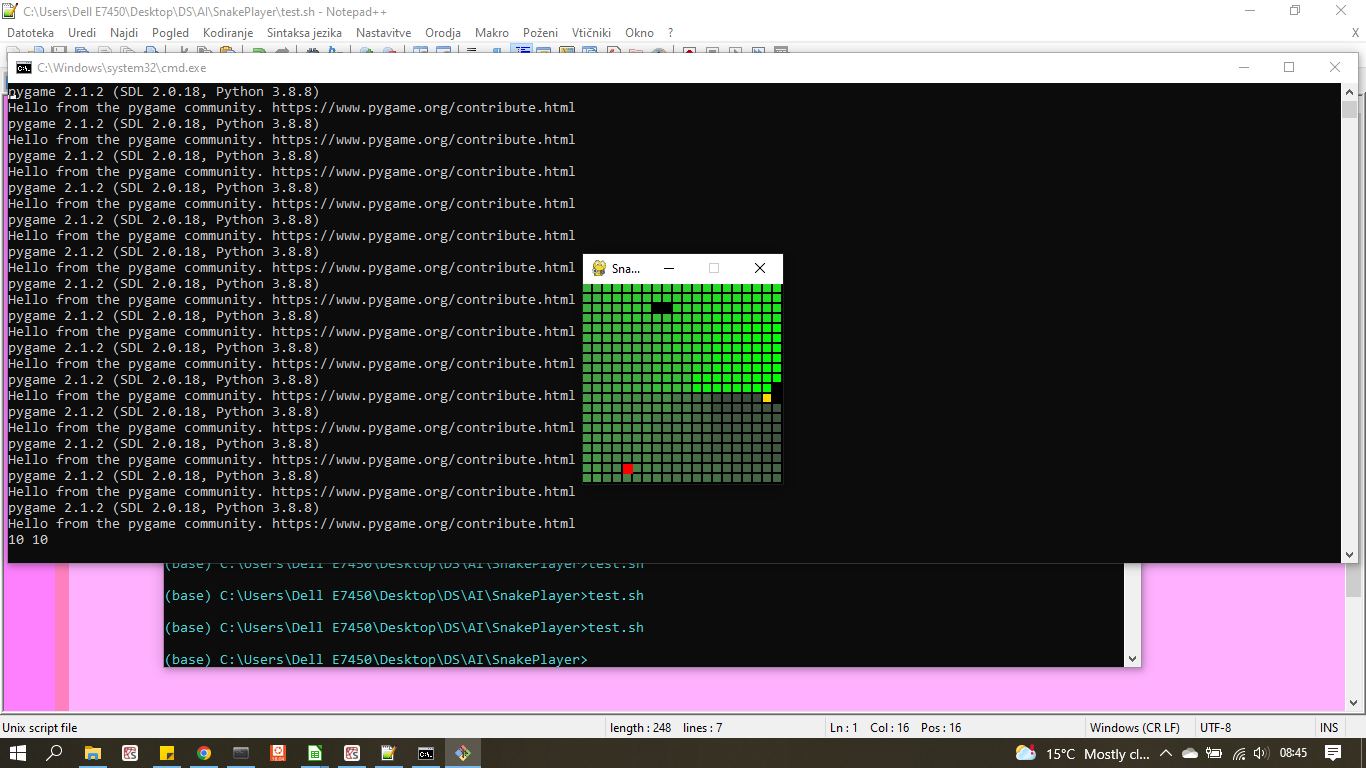 C:\Users\Dell E7450\Desktop\DS\AI\SnakePlayer\test.sh - Notepad++
Datoteka Uredi Najdi Pogled Kodiranje Sintaksa jezika Nastavitve Orodja Makro Poženi Vtičniki Okno ? X
C:\Windows\system32\cmd.exe
pygame 2.1.2 (SDL 2.0.18, Python 3.8.8)
Hello from the pygame community. https://www.pygame.org/contribute.html
pygame 2.1.2 (SDL 2.0.18, Python 3.8.8)
Hello from the pygame community. https://www.pygame.org/contribute.html
pygame 2.1.2 (SDL 2.0.18, Python 3.8.8)
Hello from the pygame community. https://www.pygame.org/contribute.html
pygame 2.1.2 (SDL 2.0.18, Python 3.8.8)
Hello from the pygame community. https://www.pygame.org/contribute.html
pygame 2.1.2 (SDL 2.0.18, Python 3.8.8)
Hello from the pygame community. https://www.pygame.org/contribute.html
pygame 2.1.2 (SDL 2.0.18, Python 3.8.8)
Hello from the pygame community. https://www.pygame.org/contribute.html
pygame 2.1.2 (SDL 2.0.18, Python 3.8.8)
Hello from the pygame community. https://www.pygame.org/contribute.html
pygame 2.1.2 (SDL 2.0.18, Python 3.8.8)
Hello from the pygame community. https://www.pygame.org/contribute.html
pygame 2.1.2 (SDL 2.0.18, Python 3.8.8)
Hello from the pygame community. https://www.pygame.org/contribute.html
pygame 2.1.2 (SDL 2.0.18, Python 3.8.8)
Hello from the pygame community. https://www.pygame.org/contribute.html
pygame 2.1.2 (SDL 2.0.18, Python 3.8.8)
Hello from the pygame community. https://www.pygame.org/contribute.html
pygame 2.1.2 (SDL 2.0.18, Python 3.8.8)
Hello from the pygame community. https://www.pygame.org/contribute.html
pygame 2.1.2 (SDL 2.0.18, Python 3.8.8)
Hello from the pygame community. https://www.pygame.org/contribute.html
pygame 2.1.2 (SDL 2.0.18, Python 3.8.8)
Hello from the pygame community. https://www.pygame.org/contribute.html
10 10
Sna...
(base) C:\Users\Dell E7450\Desktop\DS\AI\SnakePlayer>test.sh
(base) C:\Users\Dell E7450\Desktop\DS\AI\SnakePlayer>test.sh
(base) C:\Users\Dell E7450\Desktop\DS\AI\SnakePlayer>test.sh
(base) C:\Users\Dell E7450\Desktop\DS\AI\SnakePlayer>
Unix script file length : 248 lines : 7 Ln : 1 Col : 16 Pos : 16 Windows (CR LF) UTF-8 INS
15°C Mostly cl... 08:45